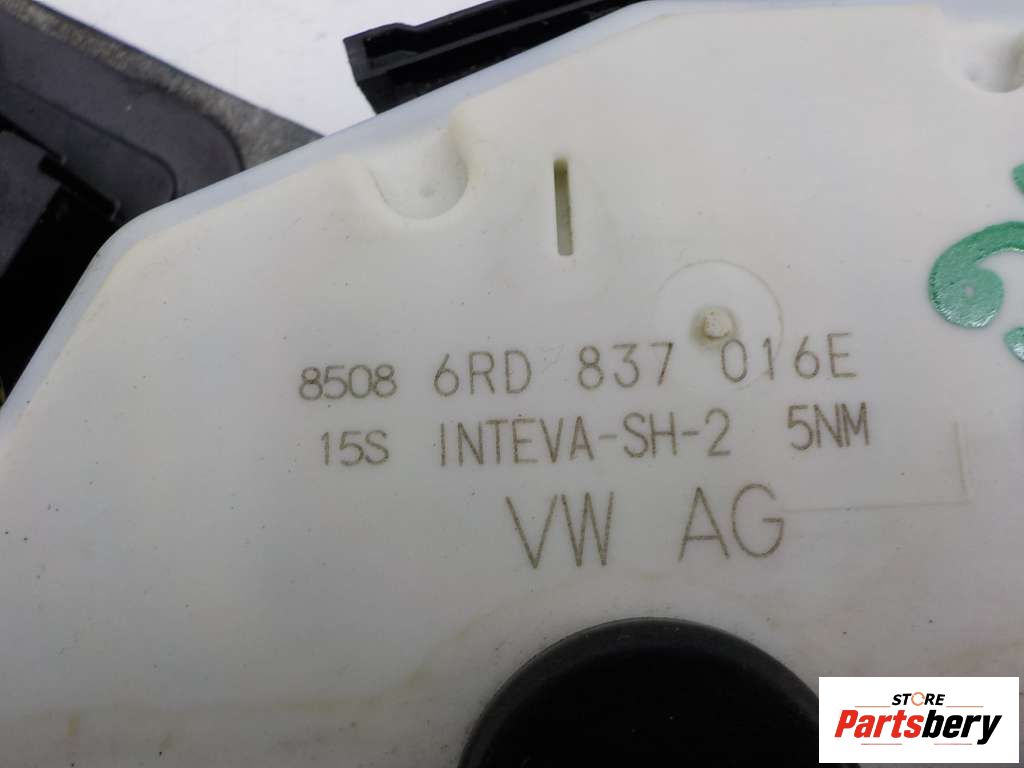 8508 6RD 837 016E
15S INTEVA-SH-2 5NM
VW AG
STORE
Partsbery